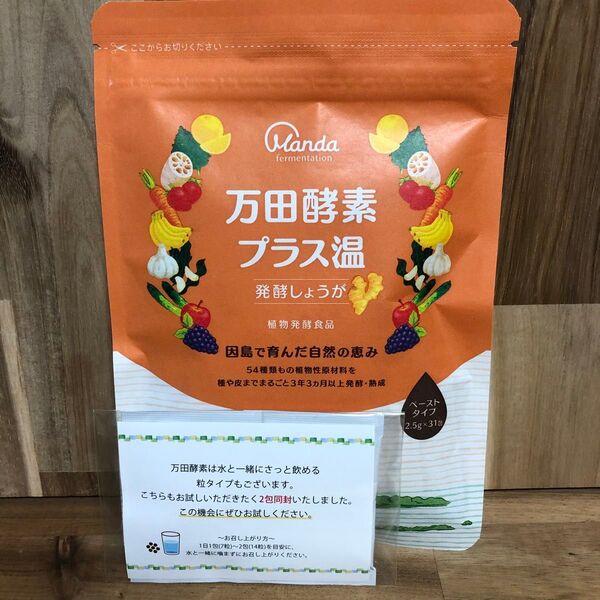 ここからお切りください
Manda
fermentation
万田酵素
プラス温
発酵しょうが
植物発酵食品
因島で育んだ自然の恵み
54種類もの植物性原材料を
種や皮までまるごと3年3ヵ月以上発酵・熟成
ペースト
タイプ
2.5g×31包
万田酵素は水と一緒にさっと飲める
粒タイプもございます。
こちらもお試しいただきたく2包同封いたしました。
この機会にぜひお試しください。
～お召し上がり方～
1日1包(7粒)～2包(14粒)を目安に、
水と一緒に噛まずにお召し上がりください。